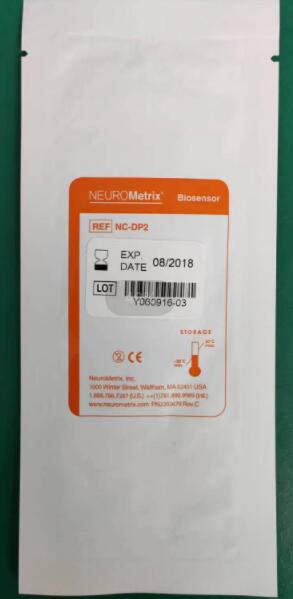 NEUROMetrix® Biosensor
REF NC-DP2
EXP.
DATE 08/2018
LOT
Y060916-03
STORAGE
NeuroMetrix, Inc.
1000 Winter Street, Waltham, MA 02451 USA
www.neurometrix.com